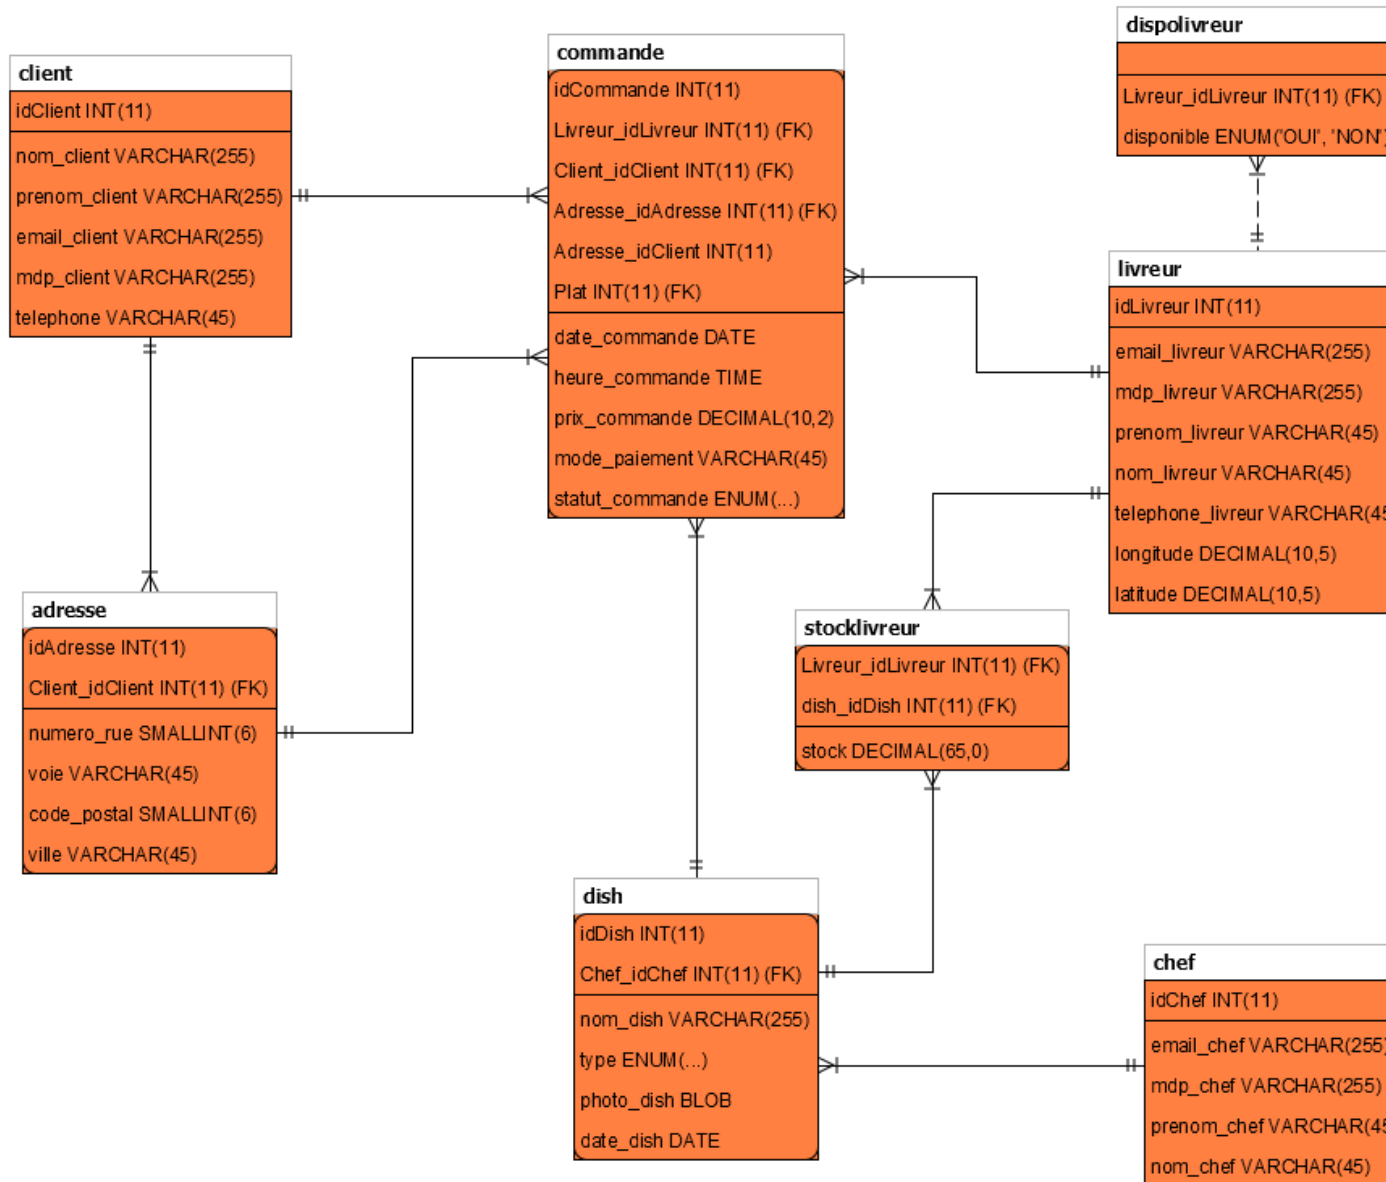 client
idClient INT(11)
nom_client VARCHAR(255)
prenom_client VARCHAR(255)
email_client VARCHAR(255)
mdp_client VARCHAR(255)
telephone VARCHAR(45)
commande
idCommande INT(11)
Livreur_idLivreur INT(11) (FK)
Client_idClient INT(11) (FK)
Adresse_idAdresse INT(11) (FK)
Adresse_idClient INT(11)
Plat INT(11) (FK)
date_commande DATE
heure_commande TIME
prix_commande DECIMAL(10,2)
mode_paiement VARCHAR(45)
statut_commande ENUM(...)
dispolivreur
Livreur_idLivreur INT(11) (FK)
disponible ENUM('OUI', 'NON')
livreur
idLivreur INT(11)
email_livreur VARCHAR(255)
mdp_livreur VARCHAR(255)
prenom_livreur VARCHAR(45)
nom_livreur VARCHAR(45)
telephone_livreur VARCHAR(45
longitude DECIMAL(10,5)
latitude DECIMAL(10,5)
adresse
idAdresse INT(11)
Client_idClient INT(11) (FK)
numero_rue SMALLINT(6)
voie VARCHAR(45)
code_postal SMALLINT(6)
ville VARCHAR(45)
stocklivreur
Livreur_idLivreur INT(11) (FK)
dish_idDish INT(11) (FK)
stock DECIMAL(65,0)
dish
idDish INT(11)
Chef_idChef INT(11) (FK)
nom_dish VARCHAR(255)
type ENUM(...)
photo_dish BLOB
date_dish DATE
chef
idChef INT(11)
email_chef VARCHAR(255)
mdp_chef VARCHAR(255)
prenom_chef VARCHAR(45
nom_chef VARCHAR(45)